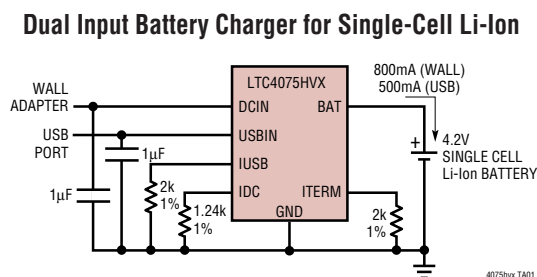 Dual Input Battery Charger for Single-Cell Li-Ion
LTC4075HVX
800mA (WALL)
500mA (USB)
WALL
ADAPTER
DCIN
BAT
USB
PORT
USBIN
1µF
IUSB
+
4.2V
SINGLE CELL
Li-Ion BATTERY
1µF
2k
1%
IDC
ITERM
1.24k
1%
GND
2k
1%
4075hvx TA01